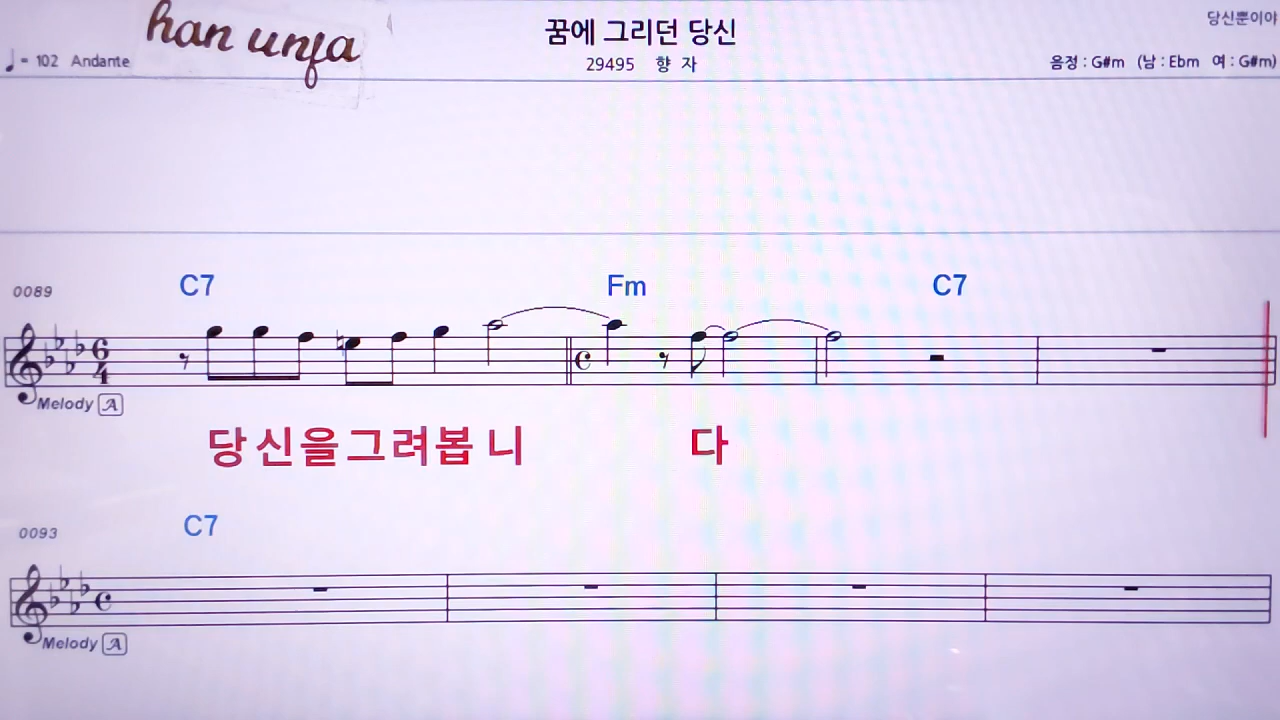 han unja
꿈에 그리던 당신
당신뿐이야
♩= 102 Andante
29495 향 자
음정 : G#m (남 : Ebm 여 : G#m)
C7 Fm C7
0089
6
4
Melody A
당신을그려봅니 다
C7
0093
Melody A